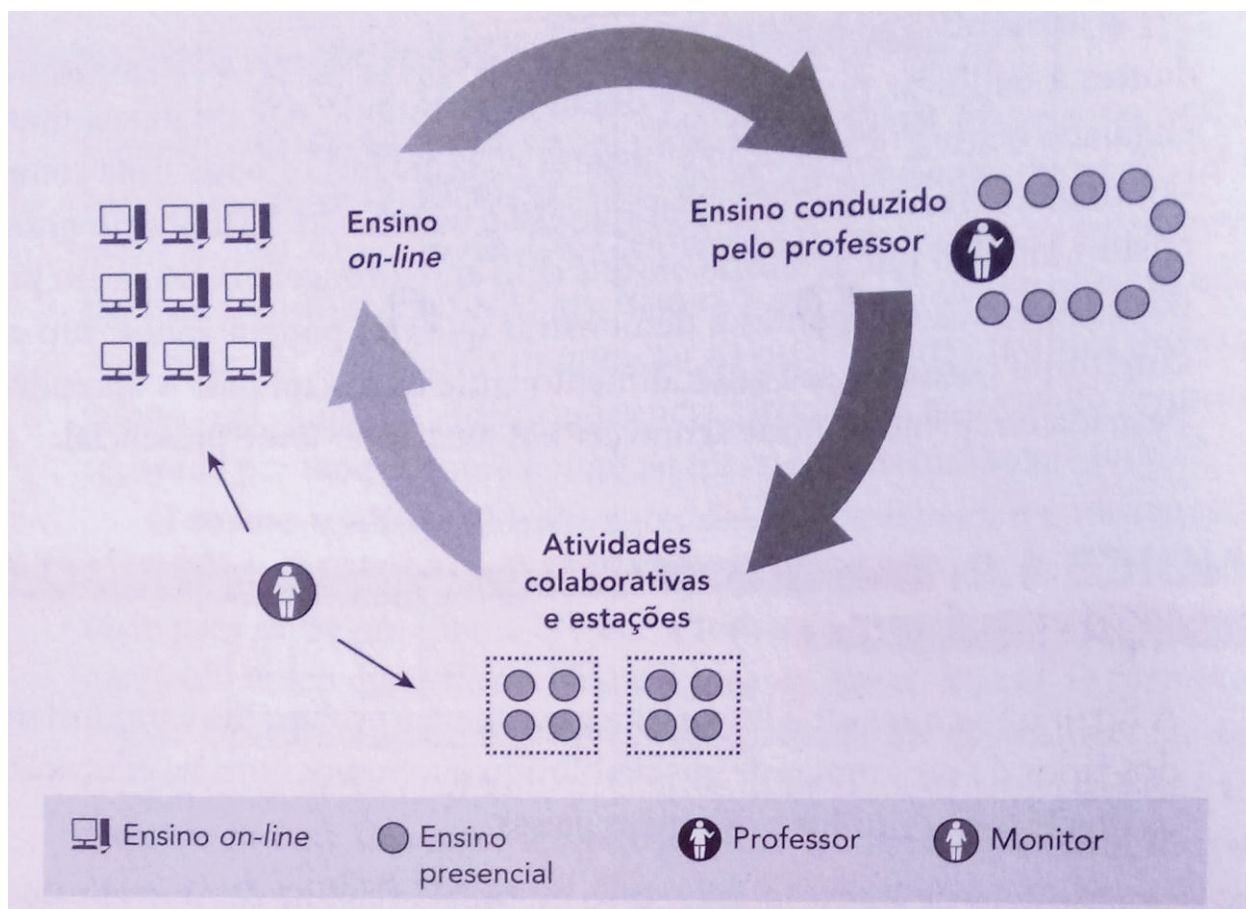 Ensino
on-line
Ensino conduzido
pelo professor
Atividades
colaborativas
e estações
Ensino on-line
Ensino
presencial
Professor
Monitor